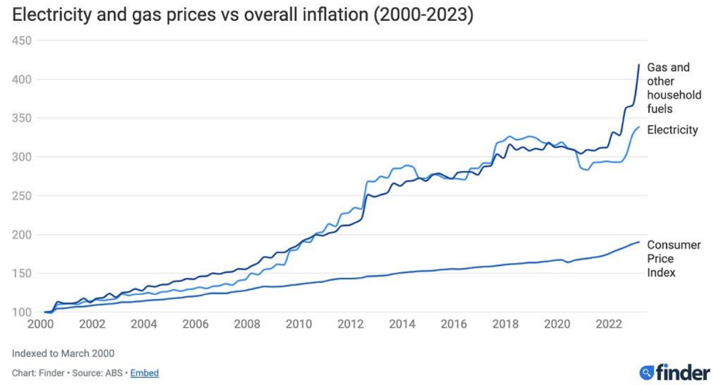 Electricity and gas prices vs overall inflation (2000-2023)
450
400
350
300
250
200
150
100
Gas and
other
household
fuels
Electricity
Consumer
Price
Index
2000 2002 2004 2006 2008 2010 2012 2014 2016 2018 2020 2022
Indexed to March 2000
Chart: Finder • Source: ABS • Embed
finder